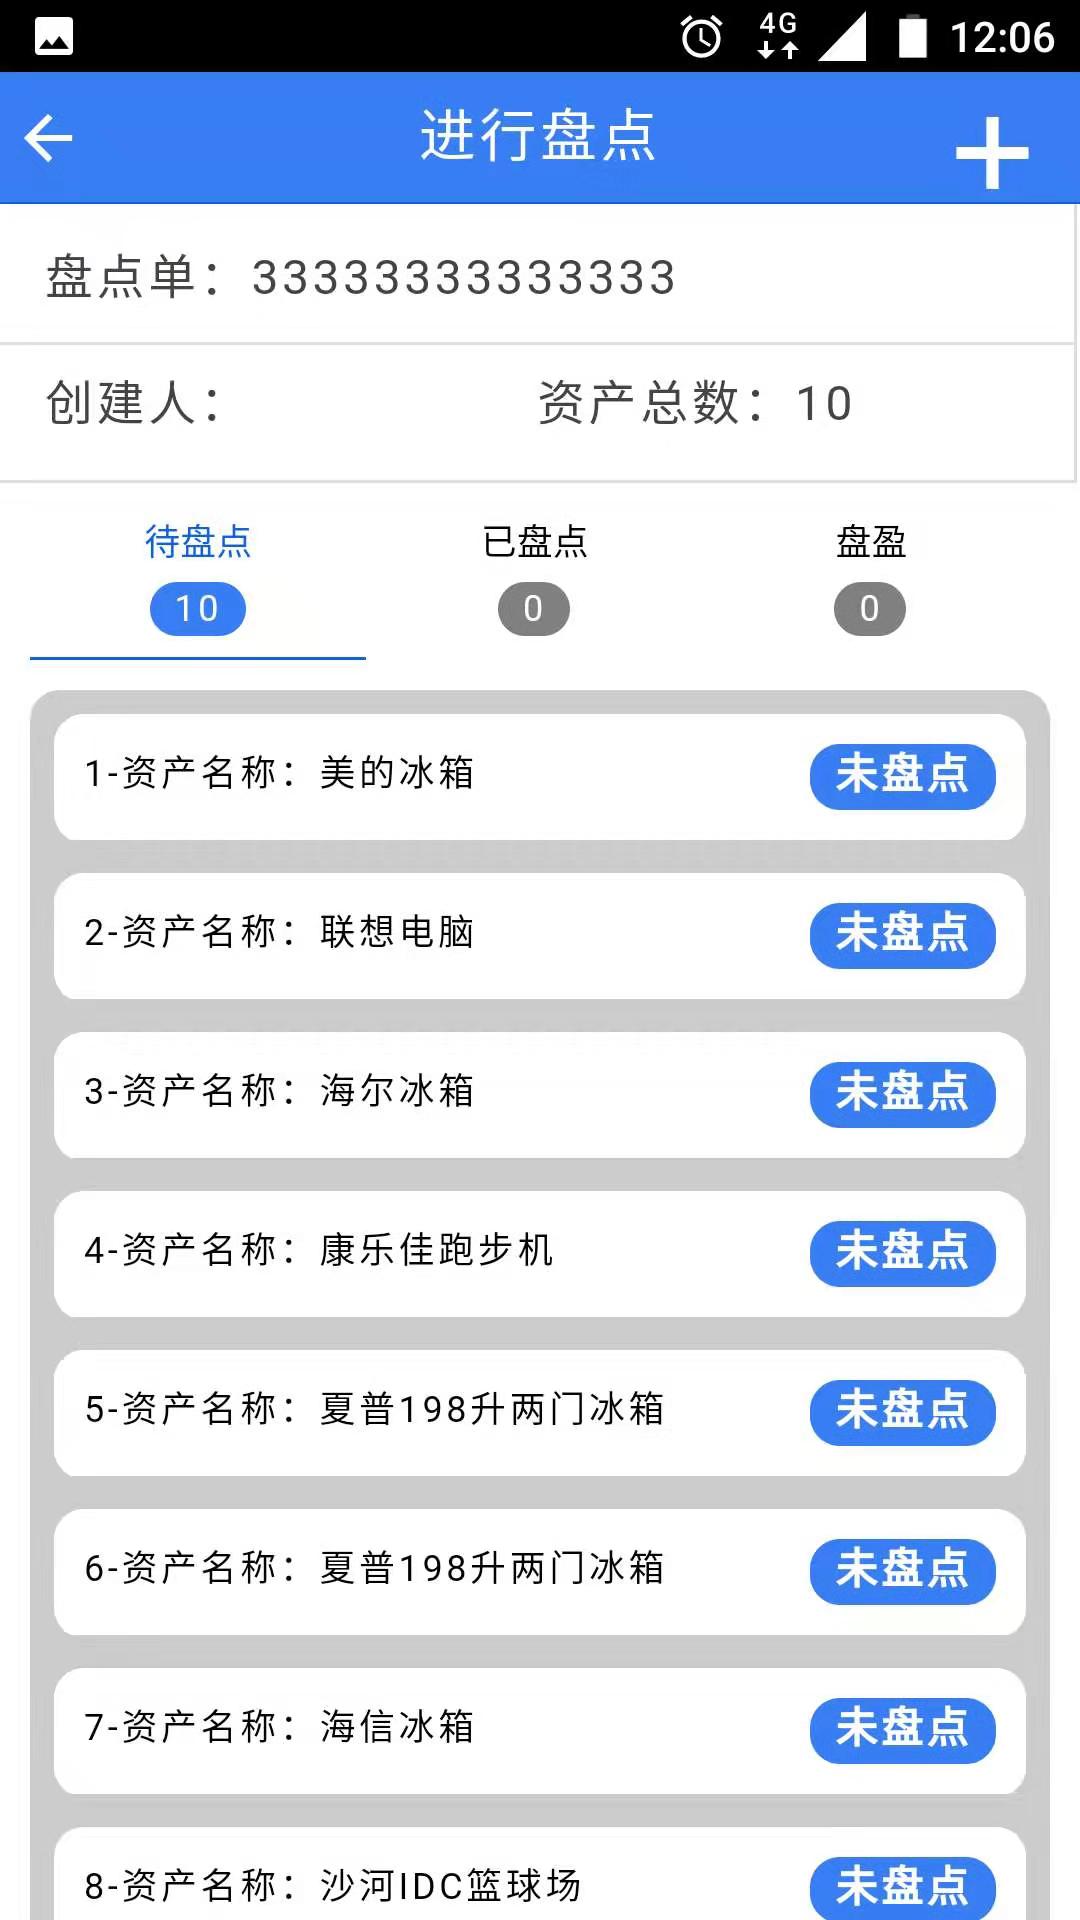 4G
12:06
进行盘点
盘点单：33333333333333
创建人：
资产总数：10
待盘点
已盘点
盘盈
10
0
0
1-资产名称：美的冰箱
未盘点
2-资产名称：联想电脑
未盘点
3-资产名称：海尔冰箱
未盘点
4-资产名称：康乐佳跑步机
未盘点
5-资产名称：夏普198升两门冰箱
未盘点
6-资产名称：夏普198升两门冰箱
未盘点
7-资产名称：海信冰箱
未盘点
8-资产名称：沙河IDC篮球场
未盘点